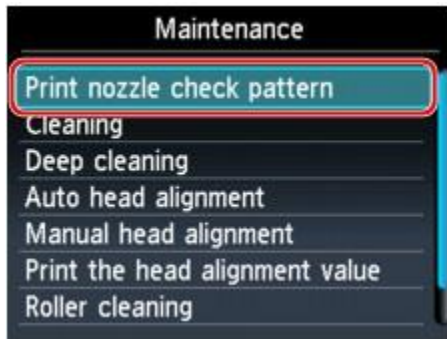 Maintenance
Print nozzle check pattern
Cleaning
Deep cleaning
Auto head alignment
Manual head alignment
Print the head alignment value
Roller cleaning